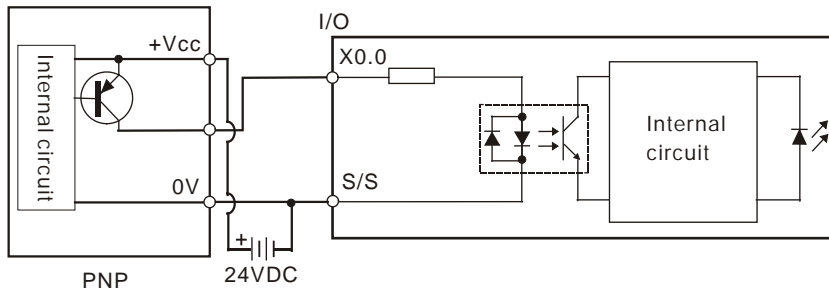 I/O
+Vcc
X0.0
Internal circuit
Internal
circuit
0V
S/S
+
24VDC
PNP